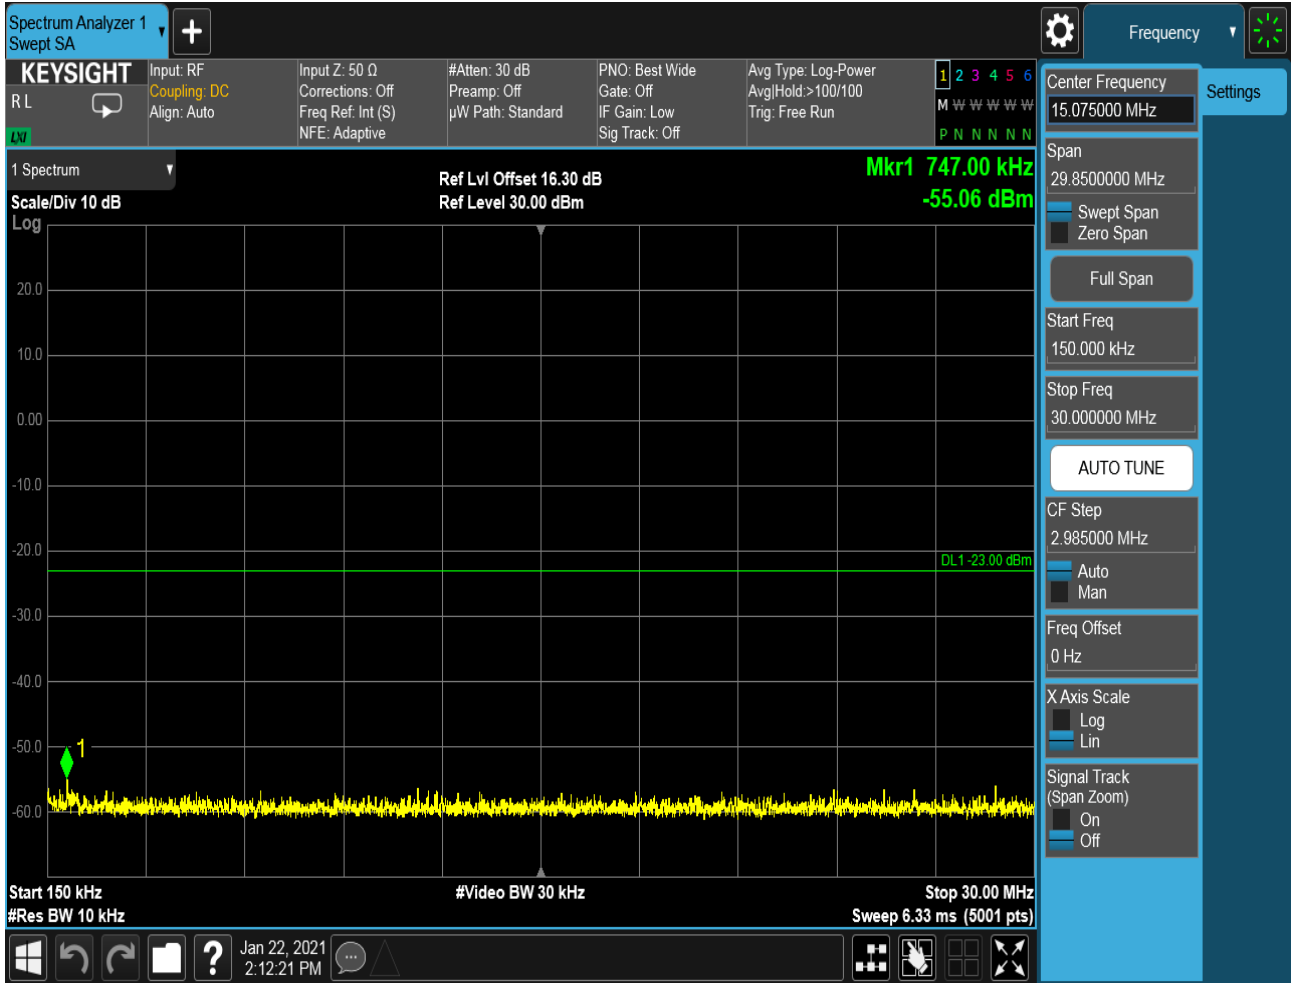 Spectrum Analyzer 1
Swept SA
Frequency
KEYSIGHT
R L
LXI
Input: RF
Coupling: DC
Align: Auto
Input Z: 50 Ω
Corrections: Off
Freq Ref: Int (S)
NFE: Adaptive
#Atten: 30 dB
Preamp: Off
µW Path: Standard
PNO: Best Wide
Gate: Off
IF Gain: Low
Sig Track: Off
Avg Type: Log-Power
Avg|Hold:>100/100
Trig: Free Run
1 2 3 4 5 6
M W W W W W
P N N N N N
1 Spectrum
Scale/Div 10 dB
Log
Ref Lvl Offset 16.30 dB
Ref Level 30.00 dBm
Mkr1 747.00 kHz
-55.06 dBm
20.0
10.0
0.00
-10.0
-20.0
DL1 -23.00 dBm
-30.0
-40.0
-50.0
1
-60.0
Start 150 kHz
#Res BW 10 kHz
#Video BW 30 kHz
Stop 30.00 MHz
Sweep 6.33 ms (5001 pts)
Center Frequency
15.075000 MHz
Settings
Span
29.8500000 MHz
Swept Span
Zero Span
Full Span
Start Freq
150.000 kHz
Stop Freq
30.000000 MHz
AUTO TUNE
CF Step
2.985000 MHz
Auto
Man
Freq Offset
0 Hz
X Axis Scale
Log
Lin
Signal Track
(Span Zoom)
On
Off
?
Jan 22, 2021
2:12:21 PM